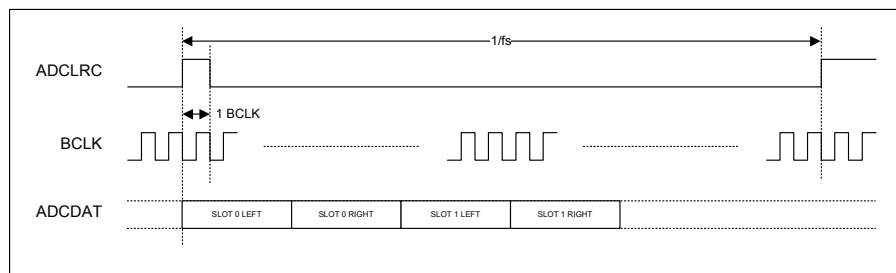 1/fs
ADCLRC
1 BCLK
BCLK
ADCDAT
SLOT 0 LEFT SLOT 0 RIGHT SLOT 1 LEFT SLOT 1 RIGHT